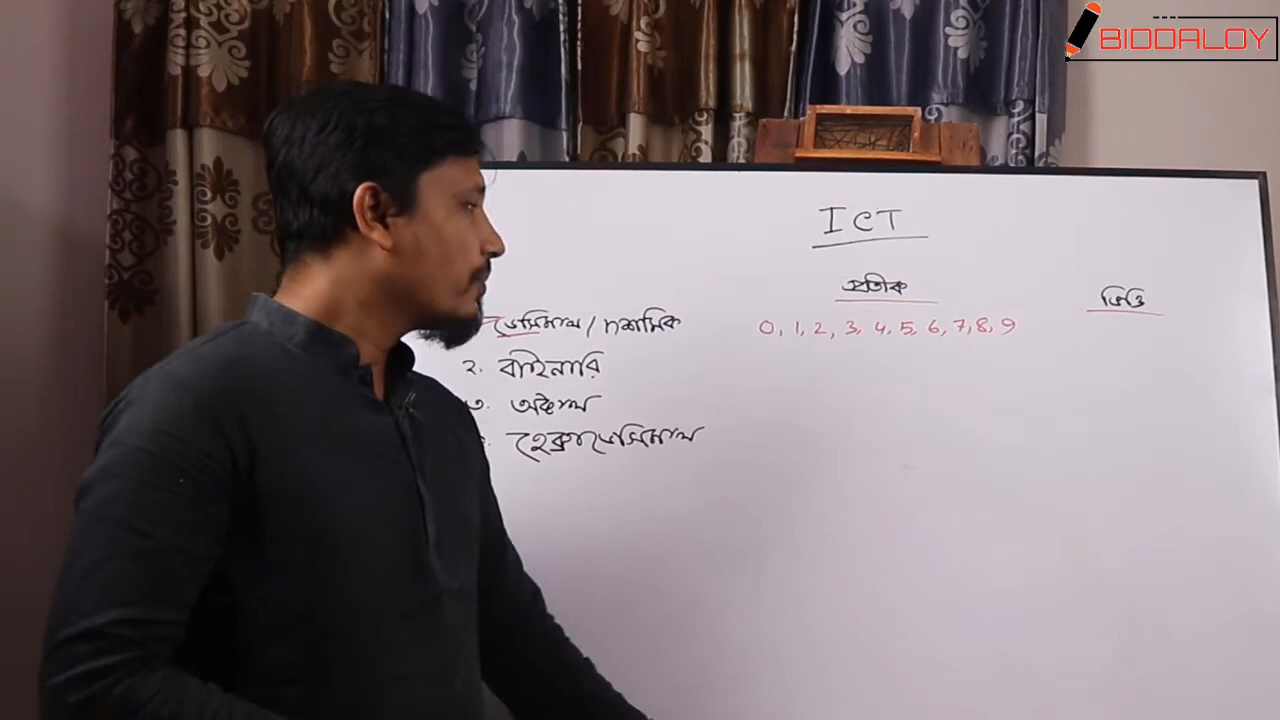 BIDDALOY
ICT
প্রতীক ভিত্তি
ডেসিমাল / দশমিক 0, 1, 2, 3, 4, 5, 6, 7, 8, 9
২. বাইনারি
৩. অক্টাল
হেক্সাডেসিমাল